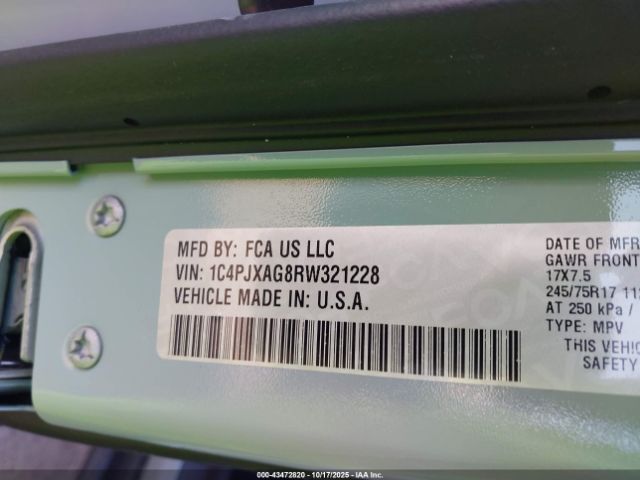 MFD BY: FCA US LLC
VIN: 1C4PJXAG8RW321228
VEHICLE MADE IN: U.S.A.
DATE OF MFR
GAWR FRONT
17X7.5
245/75R17 11
AT 250 kPa /
TYPE: MPV
THIS VEHIC
SAFETY
000-43472820 - 10/17/2025 - IAA Inc.